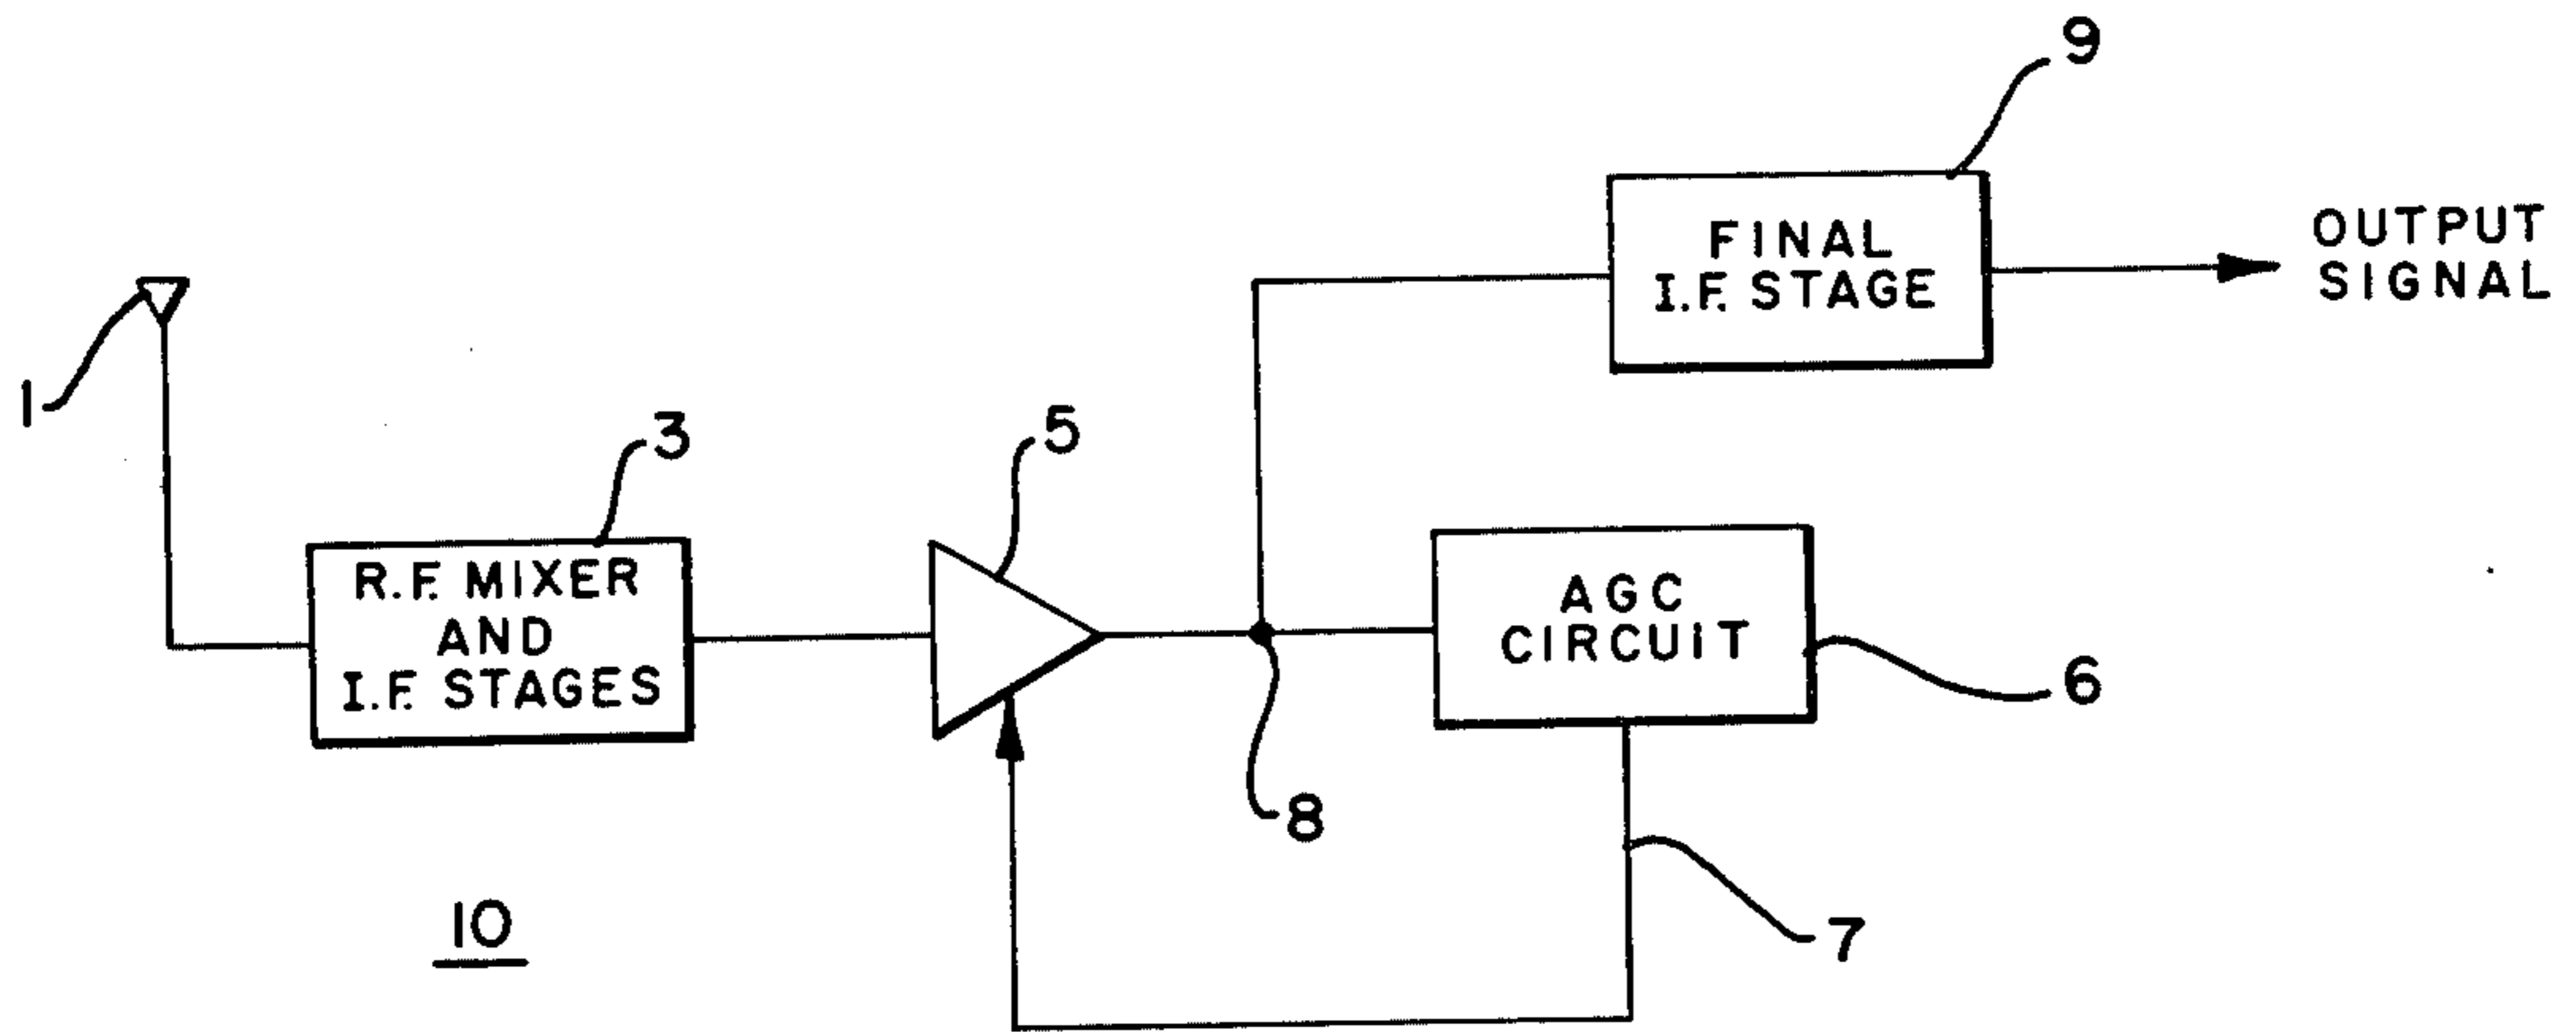 9
FINAL
I.F. STAGE
OUTPUT
SIGNAL
1
3
5
R.F. MIXER
AND
I.F. STAGES
AGC
CIRCUIT
6
8
7
10